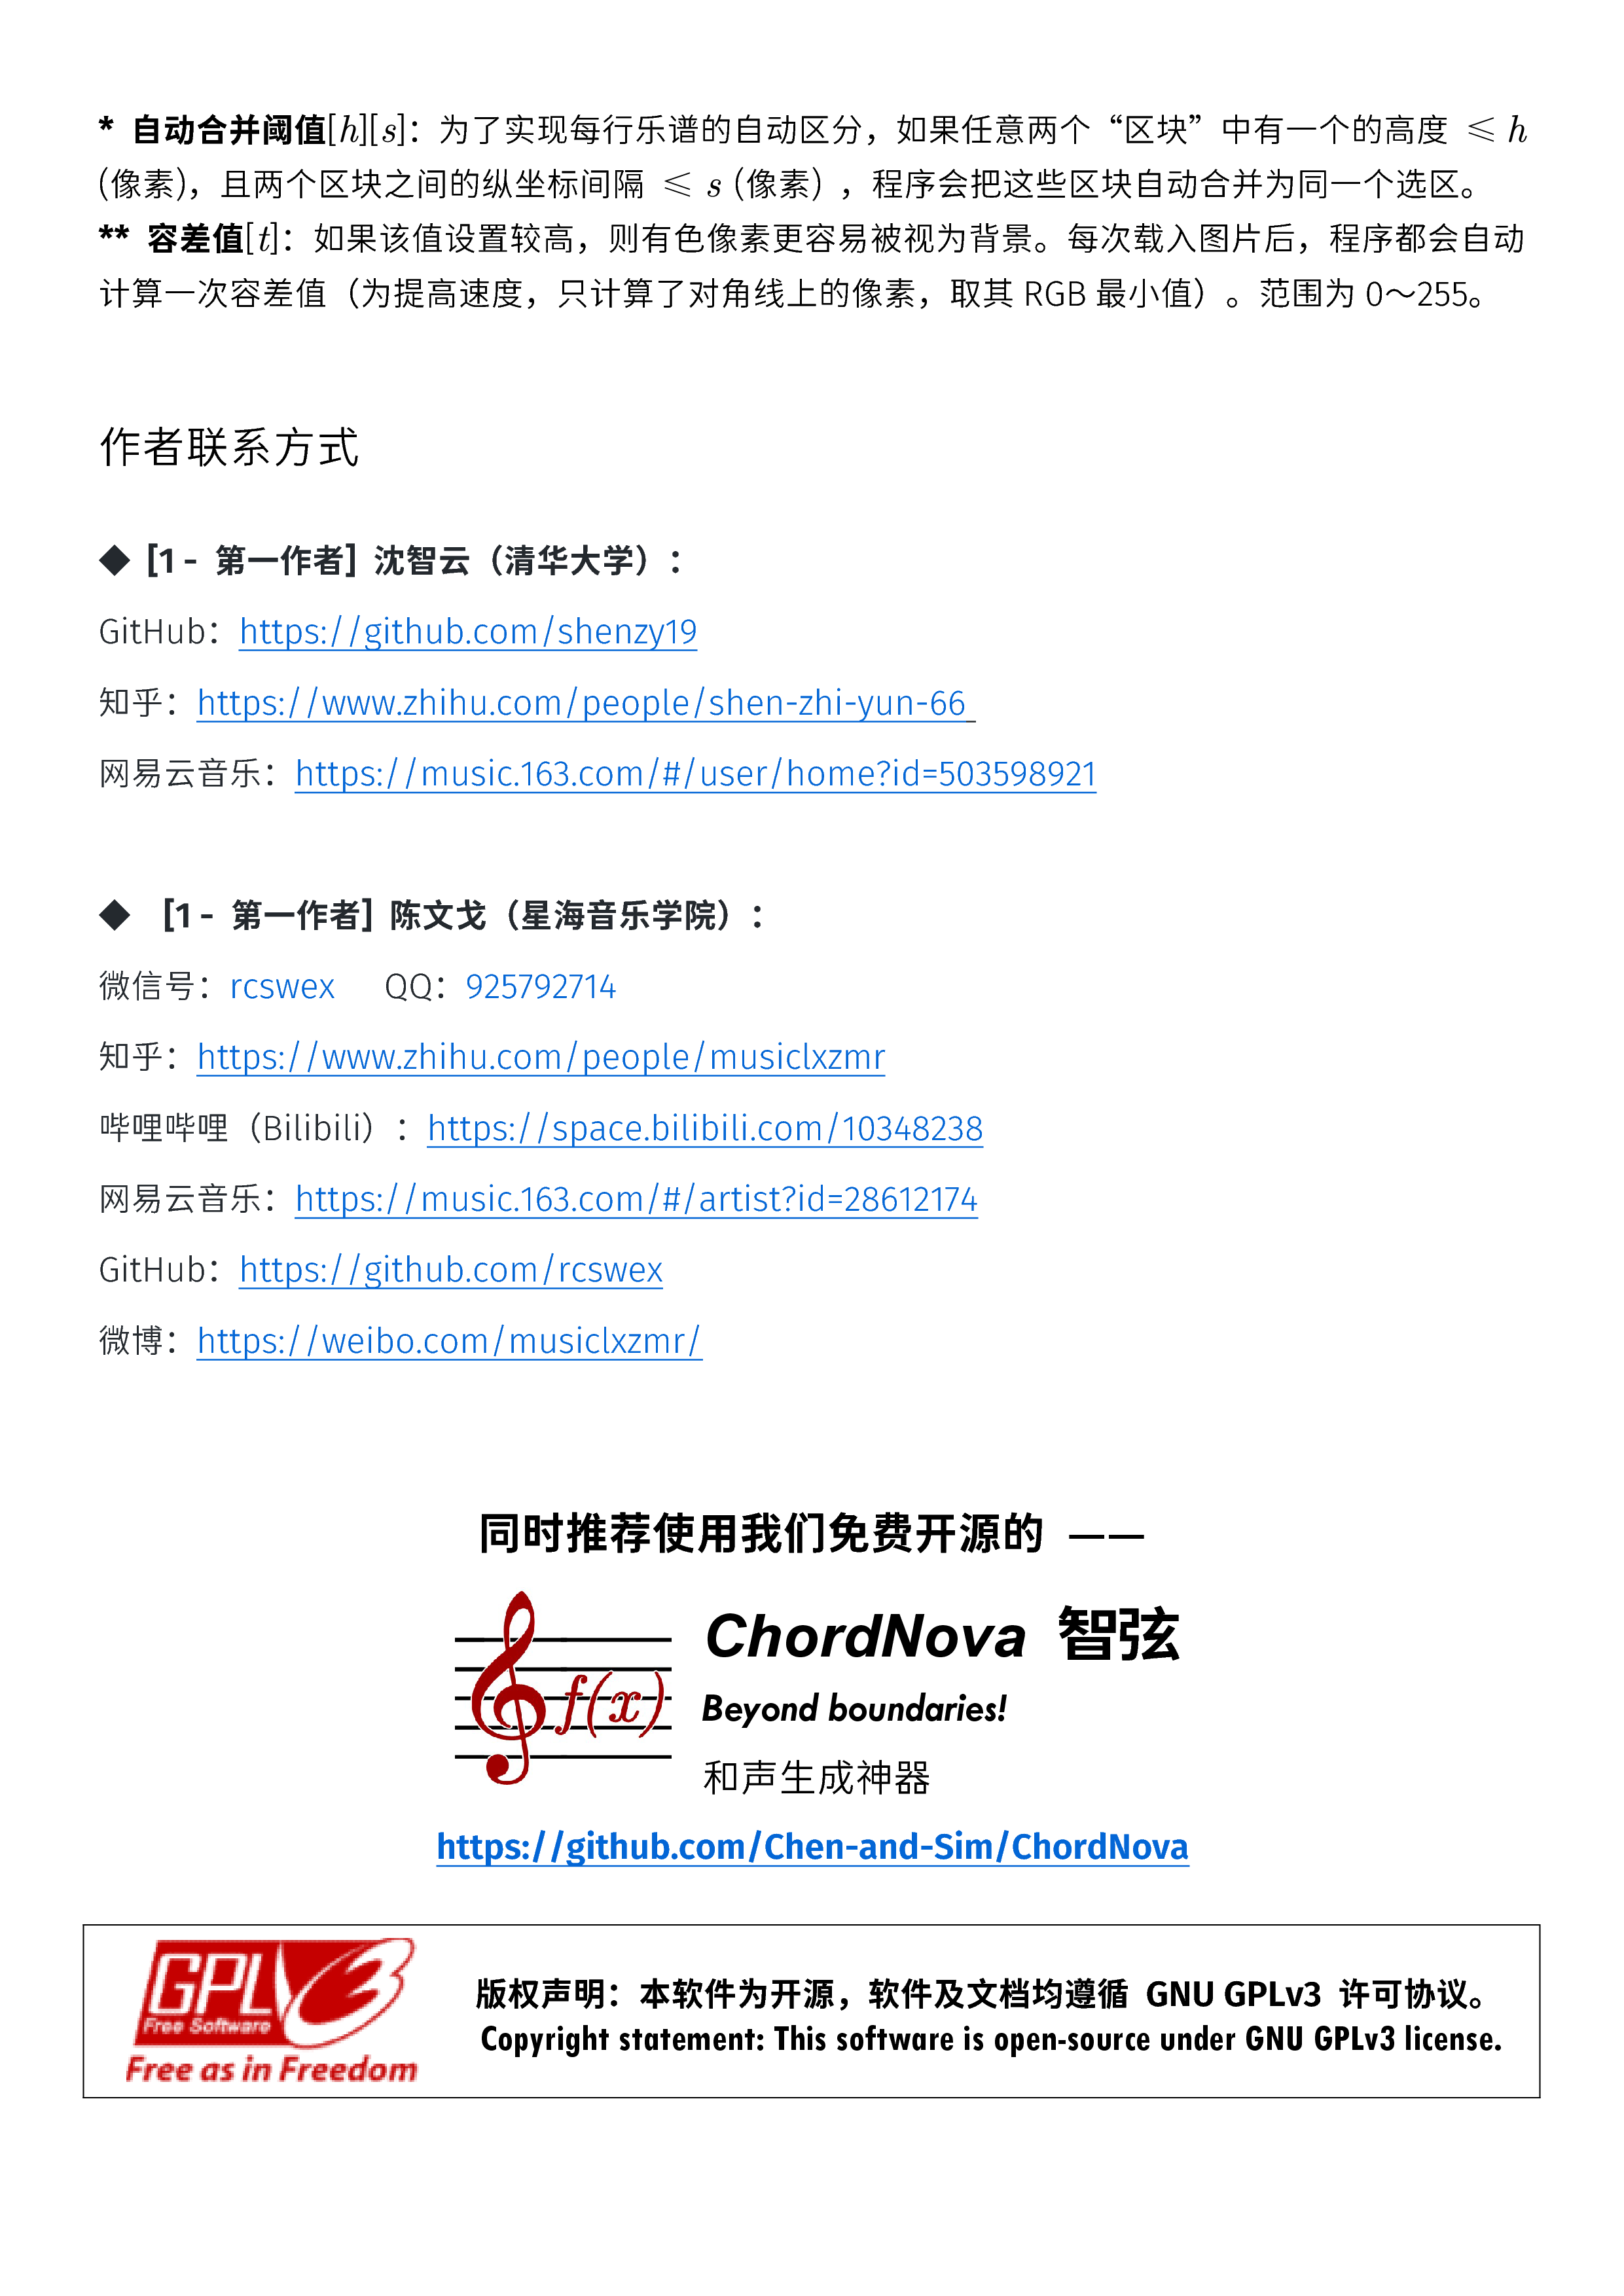 * 自动合并阈值[h][s]：为了实现每行乐谱的自动区分，如果任意两个“区块”中有一个的高度 ⩽ h
(像素)，且两个区块之间的纵坐标间隔 ⩽ s (像素) ，程序会把这些区块自动合并为同一个选区。
** 容差值[t]：如果该值设置较高，则有色像素更容易被视为背景。每次载入图片后，程序都会自动
计算一次容差值（为提高速度，只计算了对角线上的像素，取其 RGB 最小值）。范围为 0～255。
作者联系方式
◆ [1 - 第一作者] 沈智云（清华大学）：
GitHub：https://github.com/shenzy19
知乎：https://www.zhihu.com/people/shen-zhi-yun-66
网易云音乐：https://music.163.com/#/user/home?id=503598921
◆ [1 - 第一作者] 陈文戈（星海音乐学院）：
微信号：rcswex QQ：925792714
知乎：https://www.zhihu.com/people/musiclxzmr
哔哩哔哩（Bilibili）：https://space.bilibili.com/10348238
网易云音乐：https://music.163.com/#/artist?id=28612174
GitHub：https://github.com/rcswex
微博：https://weibo.com/musiclxzmr/
同时推荐使用我们免费开源的 ——
f(x)
ChordNova 智弦
Beyond boundaries!
和声生成神器
https://github.com/Chen-and-Sim/ChordNova
GPLv3
Free Software
Free as in Freedom
版权声明：本软件为开源，软件及文档均遵循 GNU GPLv3 许可协议。
Copyright statement: This software is open-source under GNU GPLv3 license.